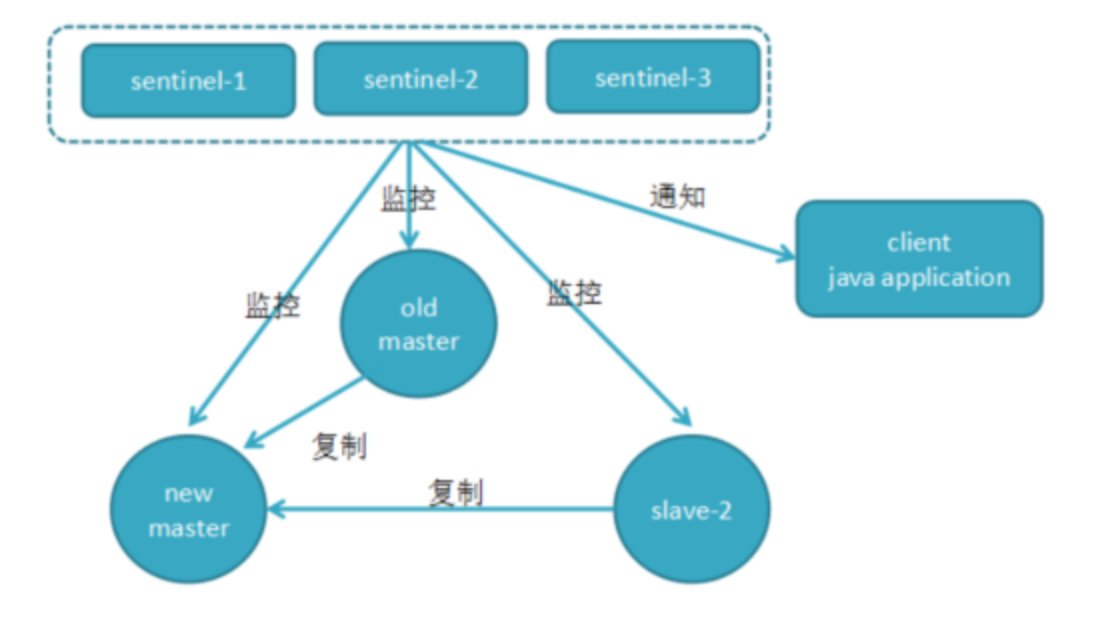 sentinel-1
sentinel-2
sentinel-3
监控
通知
client
java application
监控
监控
old
master
复制
复制
new
master
slave-2